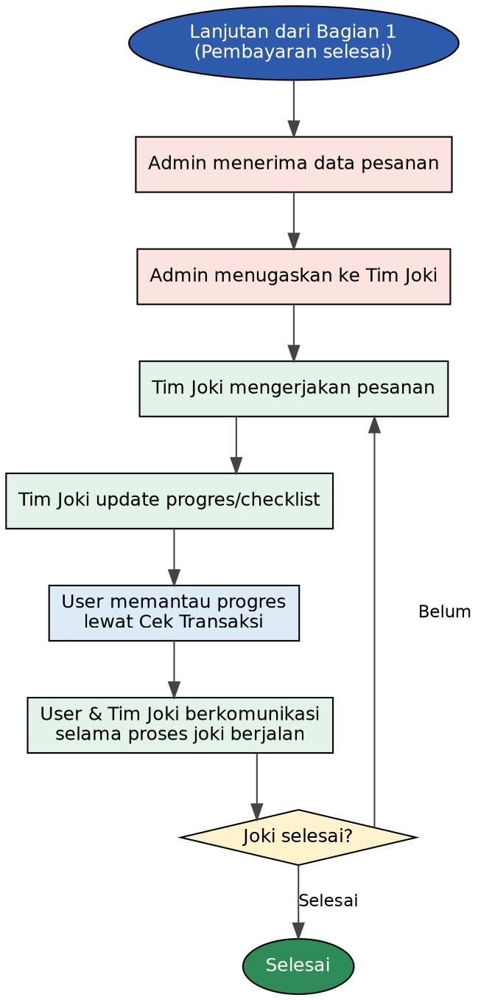 Lanjutan dari Bagian 1
(Pembayaran selesai)
Admin menerima data pesanan
Admin menugaskan ke Tim Joki
Tim Joki mengerjakan pesanan
Tim Joki update progres/checklist
User memantau progres
lewat Cek Transaksi
Belum
User & Tim Joki berkomunikasi
selama proses joki berjalan
Joki selesai?
Selesai
Selesai